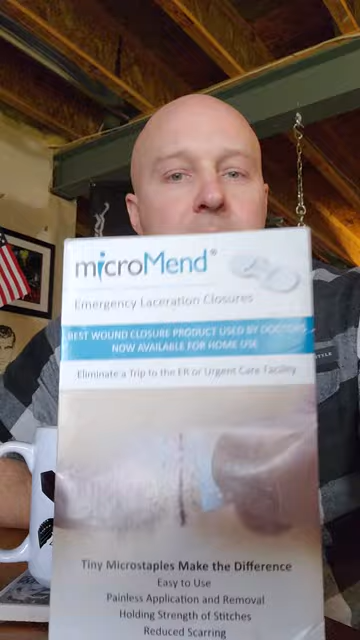 microMend®
Emergency Laceration Closures
BEST WOUND CLOSURE PRODUCT USED BY DOCTORS
NOW AVAILABLE FOR HOME USE
Eliminate a Trip to the ER or Urgent Care Facility
Tiny Microstaples Make the Difference
Easy to Use
Painless Application and Removal
Holding Strength of Stitches
Reduced Scarring